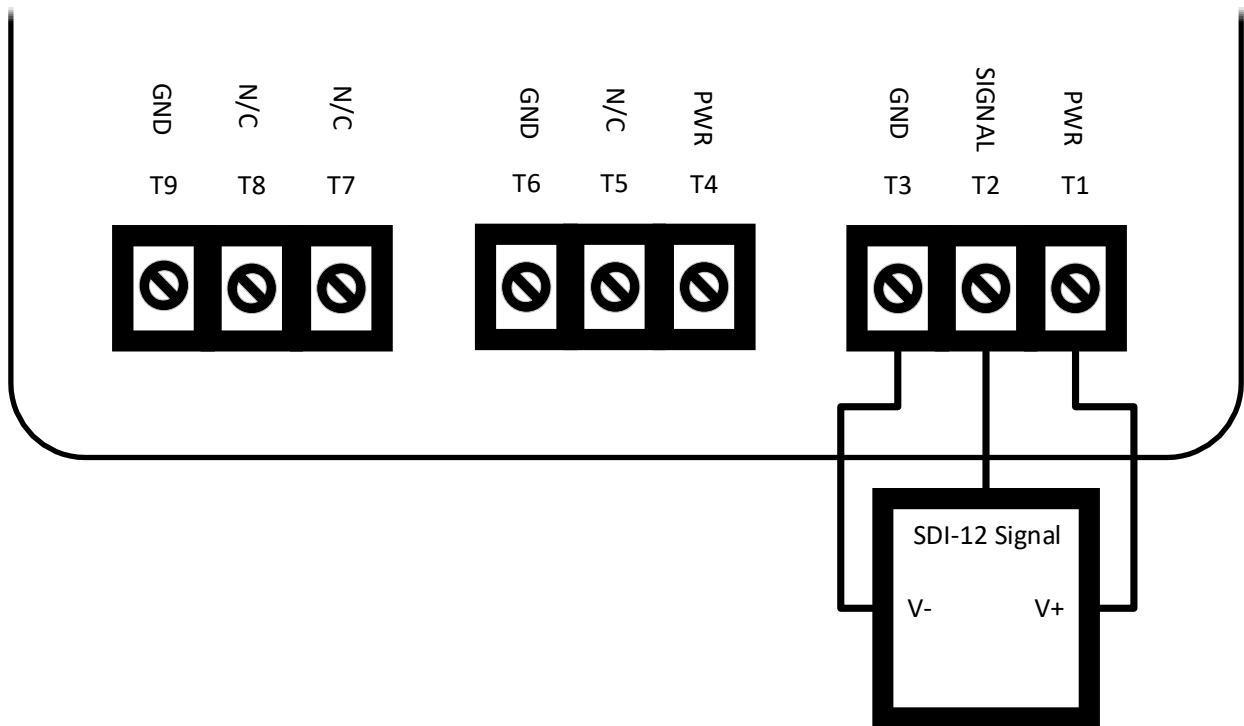 GND N/C N/C GND N/C PWR GND SIGNAL PWR
T9 T8 T7 T6 T5 T4 T3 T2 T1
SDI-12 Signal
V- V+